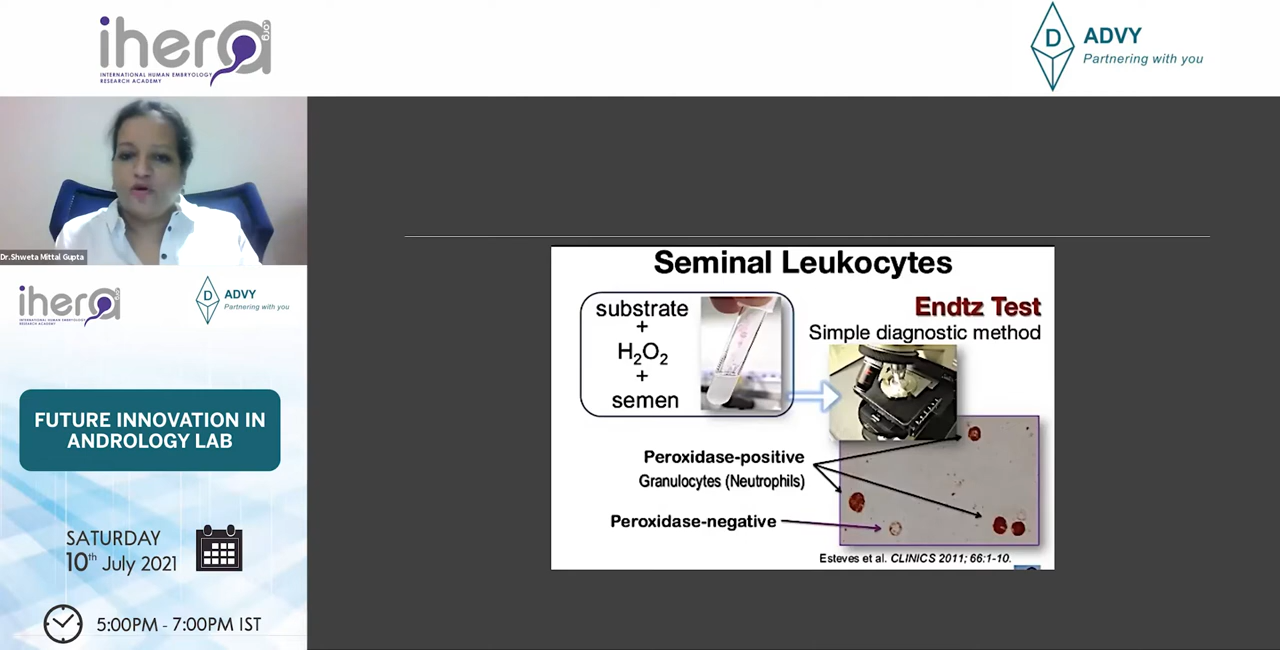 ihera.org
INTERNATIONAL HUMAN EMBRYOLOGY
RESEARCH ACADEMY
D
ADVY
Partnering with you
Dr.Shweta Mittal Gupta
ihera.org
INTERNATIONAL HUMAN EMBRYOLOGY
RESEARCH ACADEMY
D
ADVY
Partnering with you
FUTURE INNOVATION IN
ANDROLOGY LAB
SATURDAY
10th July 2021
5:00PM - 7:00PM IST
Seminal Leukocytes
substrate
+
H2O2
+
semen
Endtz Test
Simple diagnostic method
Peroxidase-positive
Granulocytes (Neutrophils)
Peroxidase-negative
Esteves et al. CLINICS 2011; 66:1-10.